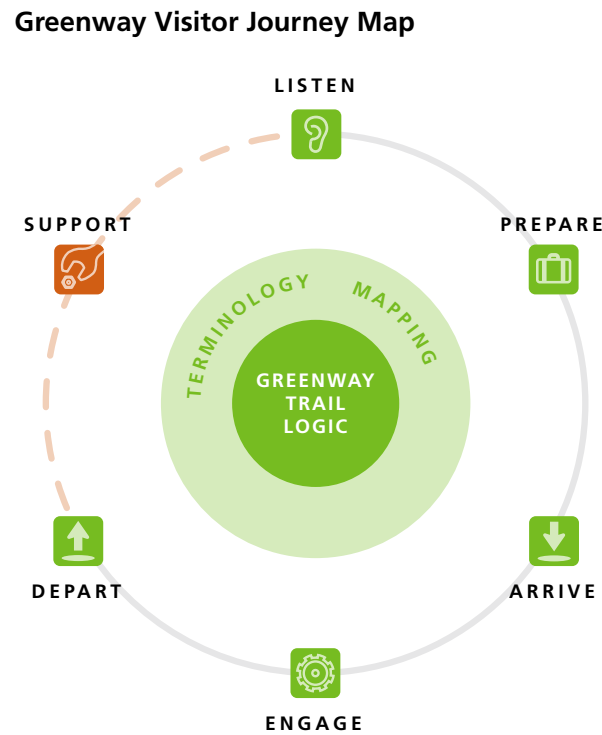 Greenway Visitor Journey Map
LISTEN
SUPPORT
PREPARE
TERMINOLOGY MAPPING
GREENWAY
TRAIL
LOGIC
DEPART
ARRIVE
ENGAGE